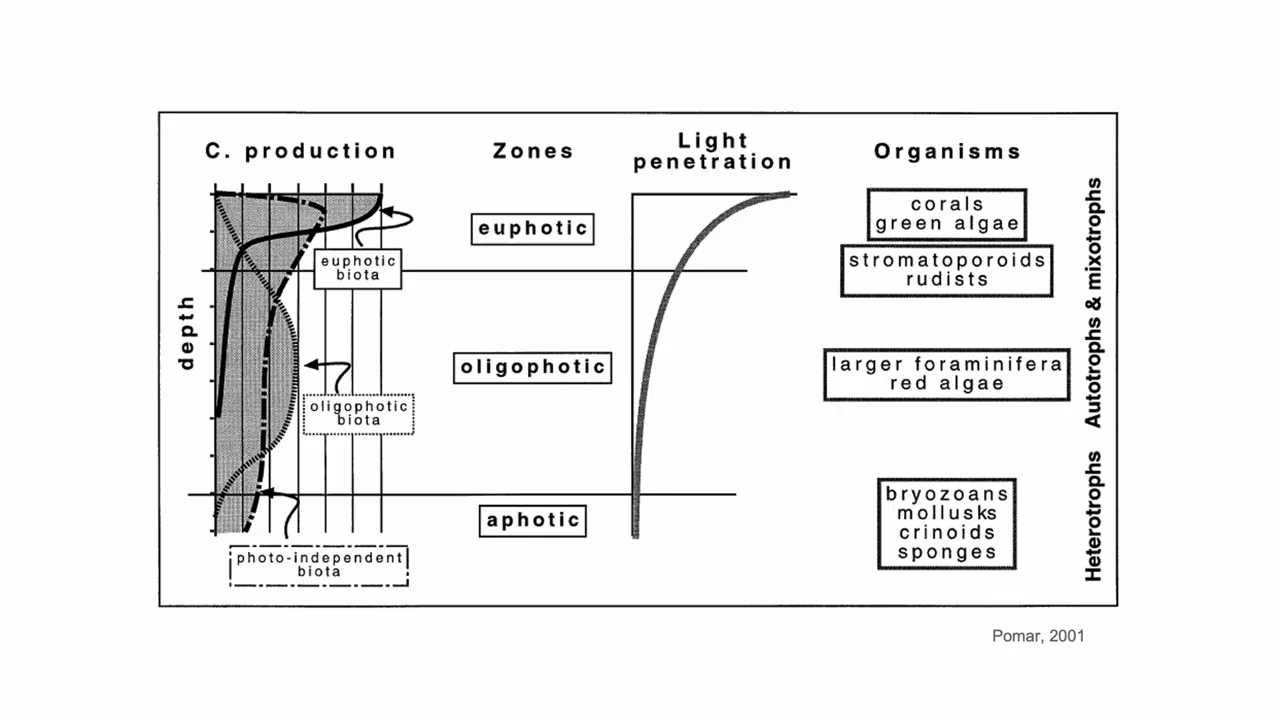 C. production
Zones
Light
penetration
Organisms
depth
euphotic
biota
oligophotic
biota
photo-independent
biota
euphotic
oligophotic
aphotic
corals
green algae
stromatoporoids
rudists
larger foraminifera
red algae
bryozoans
mollusks
crinoids
sponges
Autotrophs & mixotrophs
Heterotrophs
Pomar, 2001